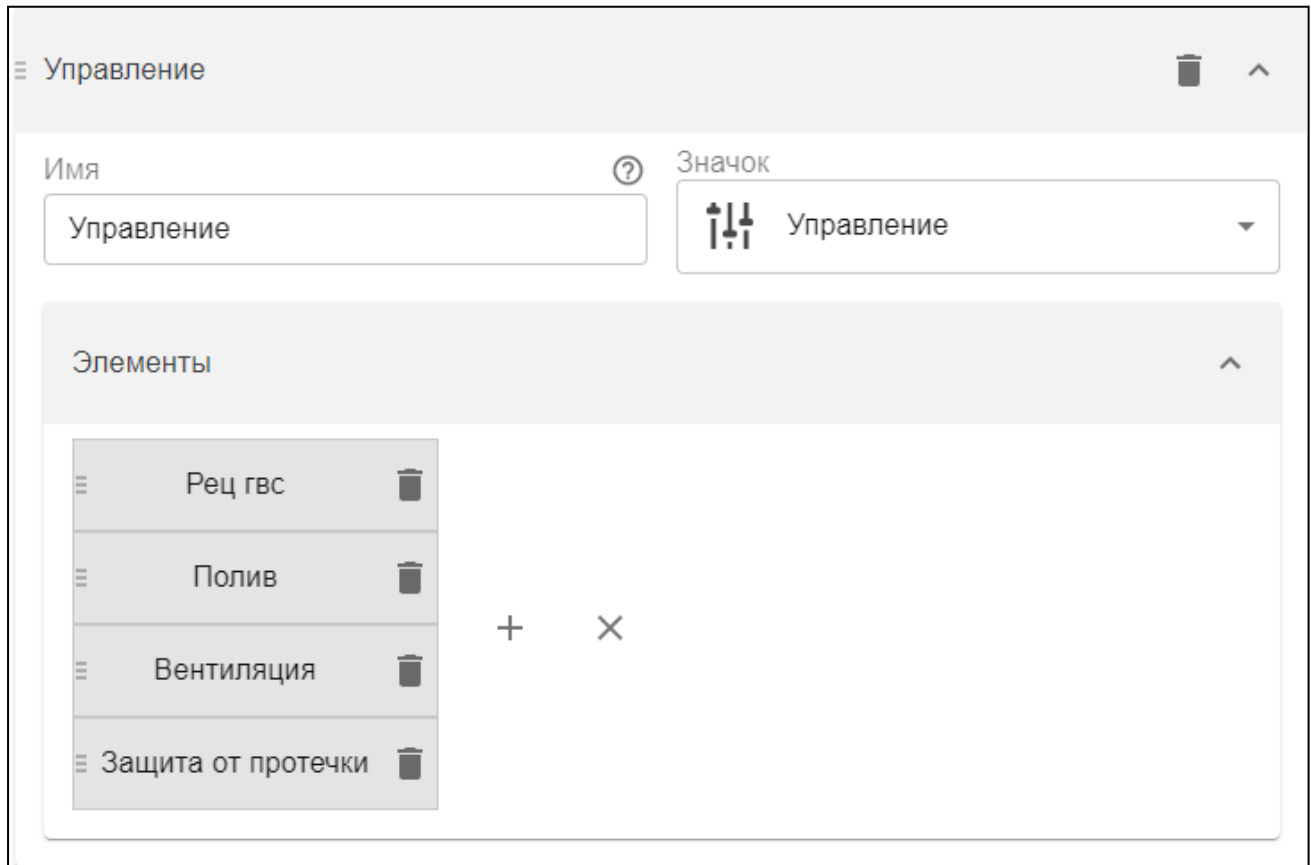 Управление
Имя
Значок
Управление
Управление
Элементы
Рец гвс
Полив
Вентиляция
Защита от протечки